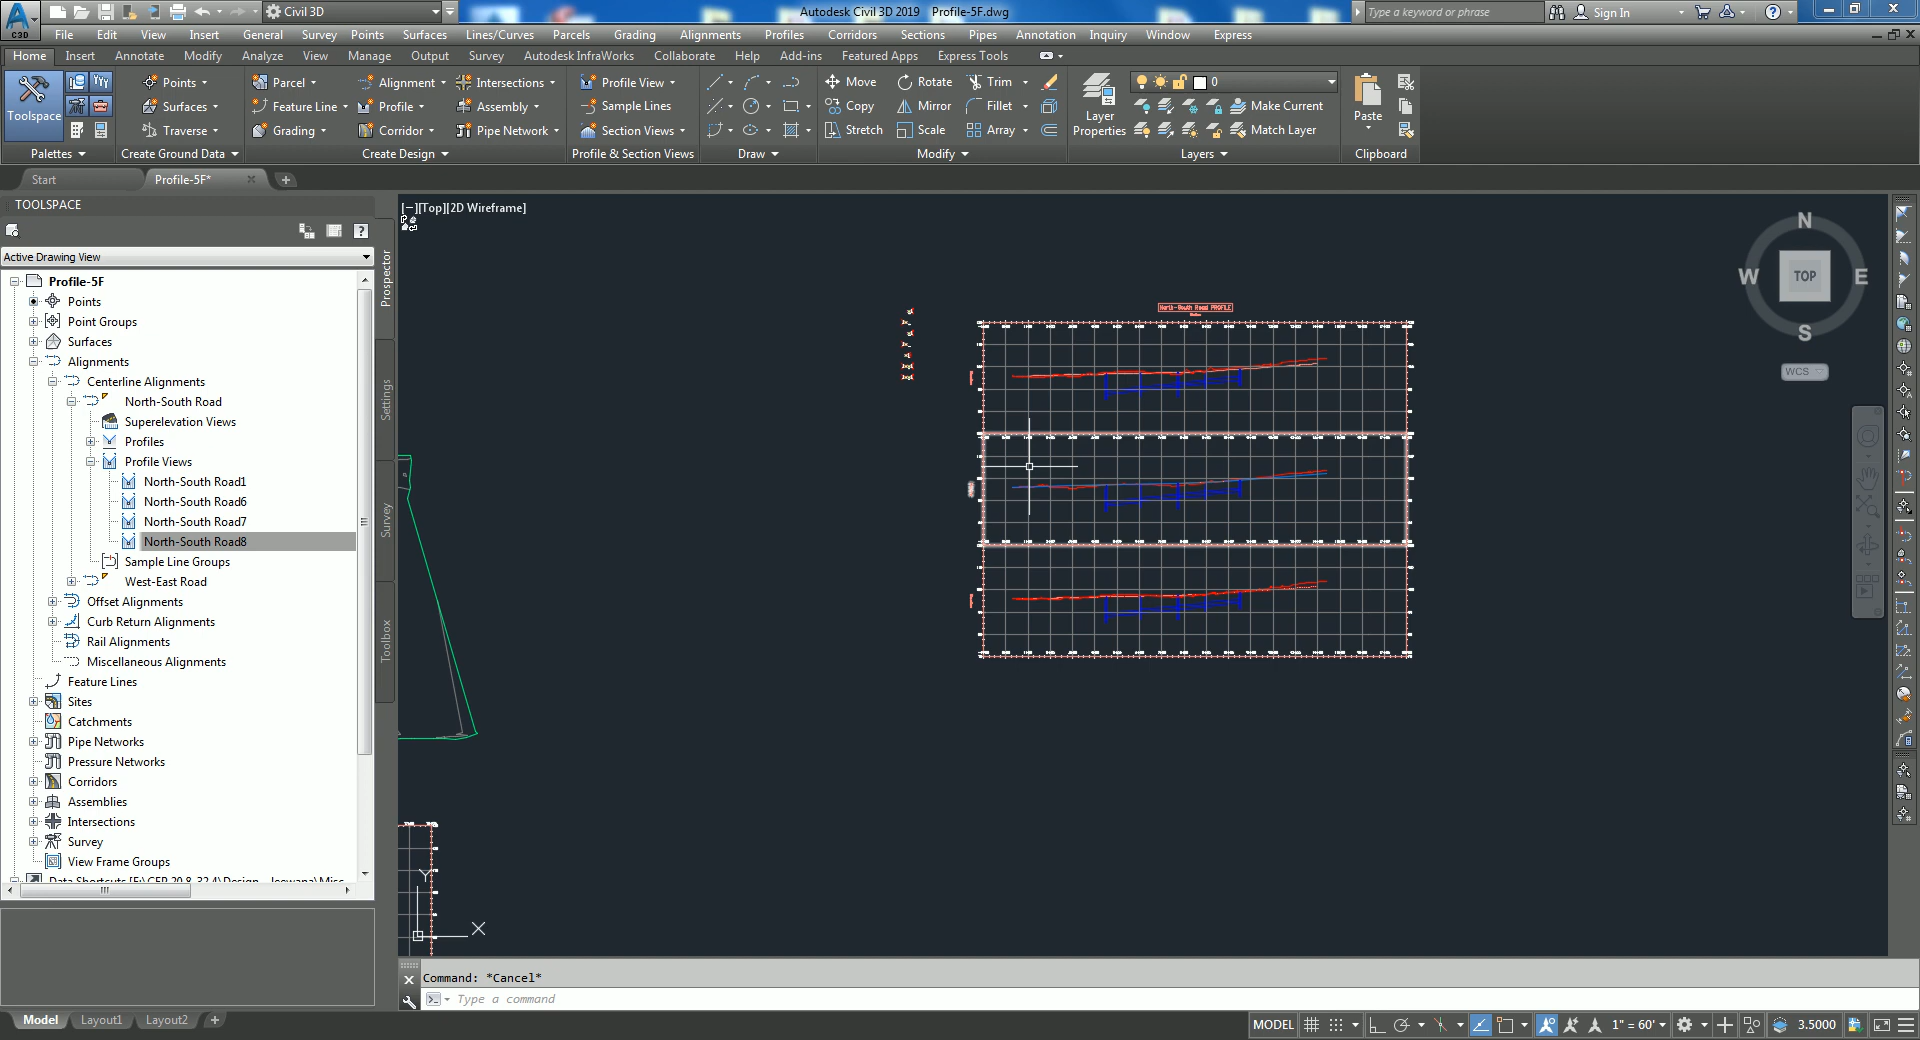 Civil 3D
Autodesk Civil 3D 2019 Profile-5F.dwg
Type a keyword or phrase
Sign In
C3D
File Edit View Insert General Survey Points Surfaces Lines/Curves Parcels Grading Alignments Profiles Corridors Sections Pipes Annotation Inquiry Window Express
Home Insert Annotate Modify Analyze View Manage Output Survey Autodesk InfraWorks Collaborate Help Add-ins Featured Apps Express Tools
Points Parcel Alignment Intersections Profile View Move Rotate Trim 0
Toolspace Surfaces Feature Line Profile Assembly Sample Lines Copy Mirror Fillet Layer Properties Make Current Paste
Traverse Grading Corridor Pipe Network Section Views Stretch Scale Array Match Layer
Palettes Create Ground Data Create Design Profile & Section Views Draw Modify Layers Clipboard
Start Profile-5F*
TOOLSPACE
[−][Top][2D Wireframe]
Active Drawing View
Profile-5F
Points
Point Groups
Surfaces
Alignments
Centerline Alignments
North-South Road
Superelevation Views
Profiles
Profile Views
North-South Road1
North-South Road6
North-South Road7
North-South Road8
Sample Line Groups
West-East Road
Offset Alignments
Curb Return Alignments
Rail Alignments
Miscellaneous Alignments
Feature Lines
Sites
Catchments
Pipe Networks
Pressure Networks
Corridors
Assemblies
Intersections
Survey
View Frame Groups
Prospector
Settings
Survey
Toolbox
North-South Road PROFILE
N
W TOP E
S
WCS
Y
X
Command: *Cancel*
Type a command
Model Layout1 Layout2 +
MODEL 1" = 60' 3.5000